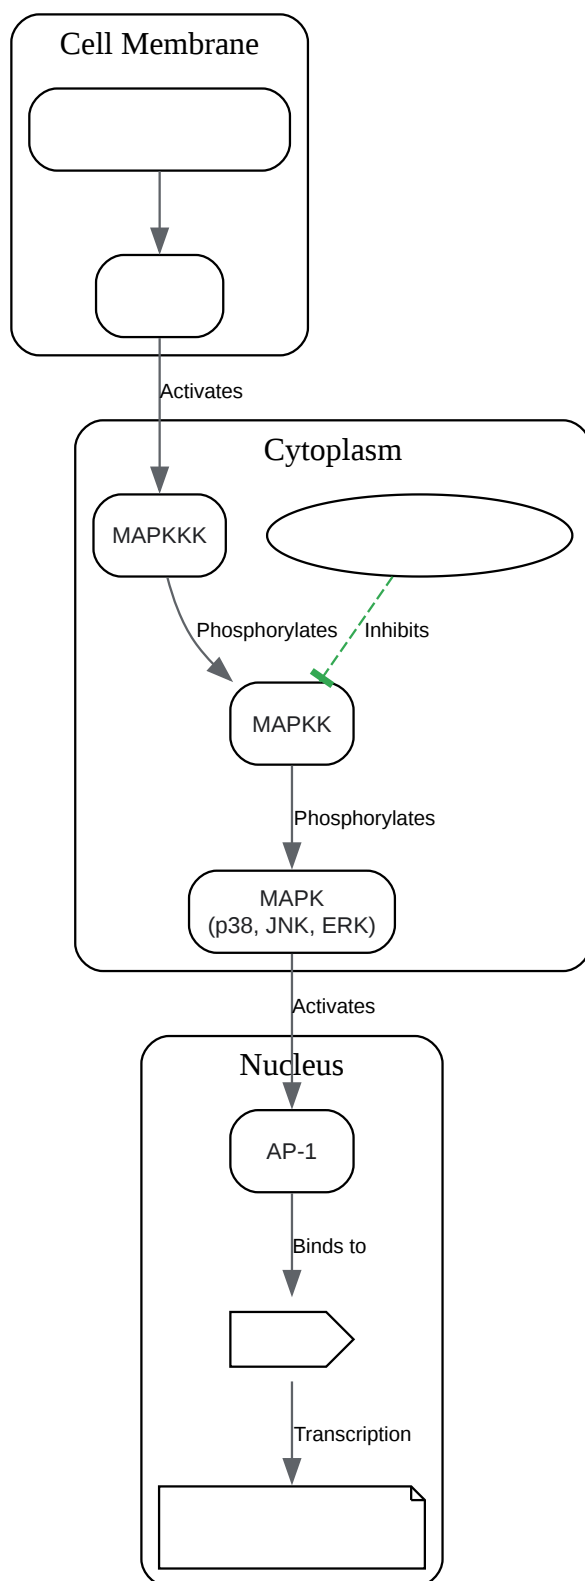 Cell Membrane
Activates
Cytoplasm
MAPKKK
Phosphorylates
Inhibits
MAPKK
Phosphorylates
MAPK
(p38, JNK, ERK)
Activates
Nucleus
AP-1
Binds to
Transcription